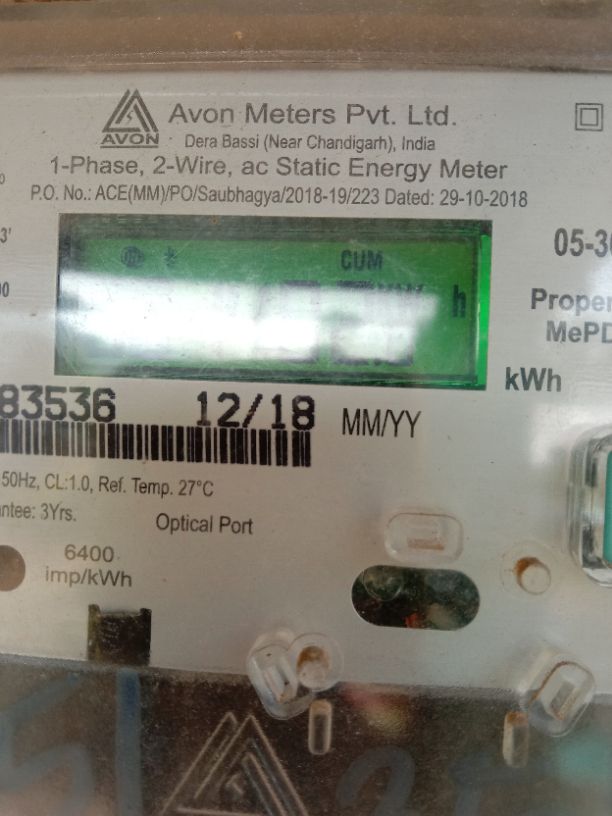 Avon Meters Pvt. Ltd.
AVON
Dera Bassi (Near Chandigarh), India
1-Phase, 2-Wire, ac Static Energy Meter
P.O. No.: ACE(MM)/PO/Saubhagya/2018-19/223 Dated: 29-10-2018
CUM
h
kWh
83536 12/18 MM/YY
50Hz, CL:1.0, Ref. Temp. 27°C
3Yrs.
Optical Port
6400
imp/kWh